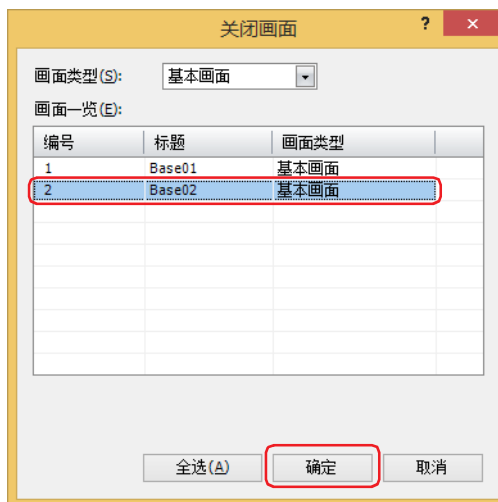 关闭画面 ? ×
画面类型(S): 基本画面
画面一览(E):
编号 标题 画面类型
1 Base01 基本画面
2 Base02 基本画面
全选(A) 确定 取消